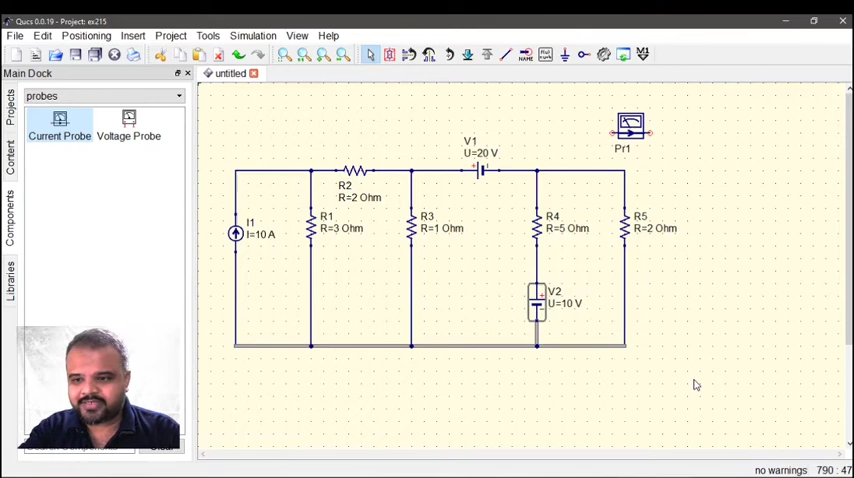 Qucs 0.0.19 - Project: ex215
File Edit Positioning Insert Project Tools Simulation View Help
NAME
M1
Main Dock
untitled
Projects
Content
Components
Libraries
probes
Current Probe
Voltage Probe
Pr1
V1
U=20 V
R2
R=2 Ohm
I1
I=10 A
R1
R=3 Ohm
R3
R=1 Ohm
R4
R=5 Ohm
R5
R=2 Ohm
V2
U=10 V
no warnings
790 : 47